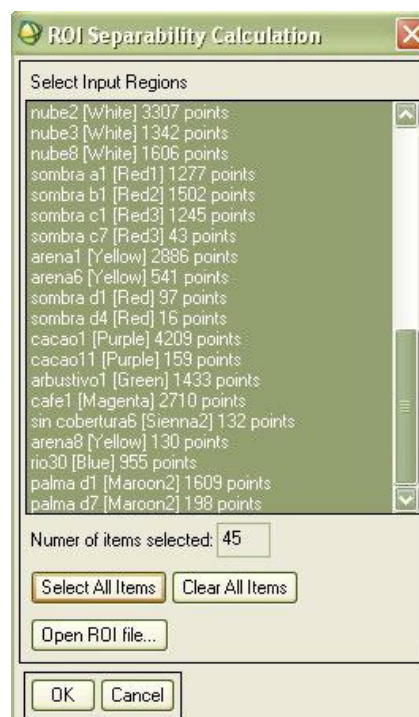 ROI Separability Calculation
Select Input Regions
nube2 [White] 3307 points
nube3 [White] 1342 points
nube8 [White] 1606 points
sombra a1 [Red1] 1277 points
sombra b1 [Red2] 1502 points
sombra c1 [Red3] 1245 points
sombra c7 [Red3] 43 points
arena1 [Yellow] 2886 points
arena6 [Yellow] 541 points
sombra d1 [Red] 97 points
sombra d4 [Red] 16 points
cacao1 [Purple] 4209 points
cacao11 [Purple] 159 points
arbustivo1 [Green] 1433 points
cafe1 [Magenta] 2710 points
sin cobertura6 [Sienna2] 132 points
arena8 [Yellow] 130 points
rio30 [Blue] 955 points
palma d1 [Maroon2] 1609 points
palma d7 [Maroon2] 198 points
Numer of items selected: 45
Select All Items Clear All Items
Open ROI file...
OK Cancel